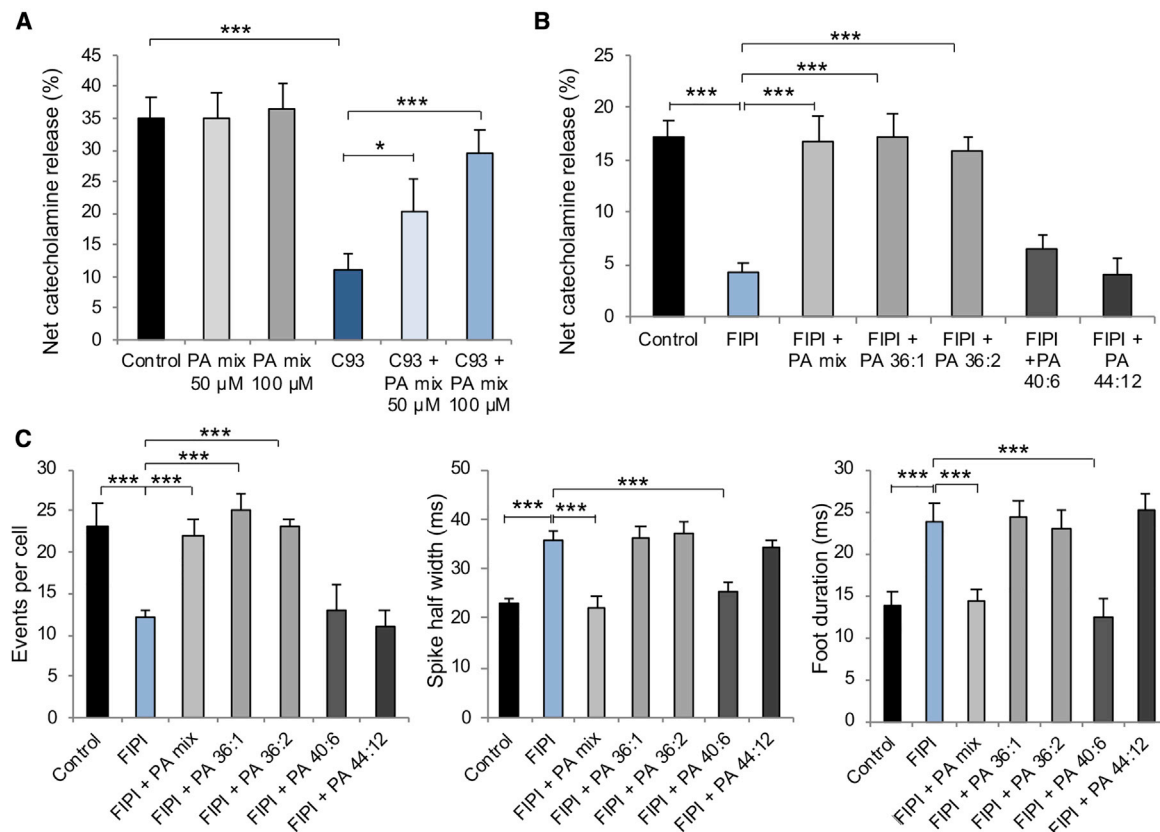 A
***
***
*
Net catecholamine release (%)
45
40
35
30
25
20
15
10
5
0
Control PA mix PA mix C93 C93 + C93 +
50 µM 100 µM PA mix PA mix
50 µM 100 µM
B
***
***
*** ***
Net catecholamine release (%)
25
20
15
10
5
0
Control FIPI FIPI + FIPI + FIPI + FIPI FIPI +
PA mix PA 36:1 PA 36:2 +PA PA
40:6 44:12
C
***
***
*** ***
Events per cell
30
25
20
15
10
5
0
Control
FIPI
FIPI + PA mix
FIPI + PA 36:1
FIPI + PA 36:2
FIPI + PA 40:6
FIPI + PA 44:12
***
*** ***
Spike half width (ms)
50
40
30
20
10
0
Control
FIPI
FIPI + PA mix
FIPI + PA 36:1
FIPI + PA 36:2
FIPI + PA 40:6
FIPI + PA 44:12
***
*** ***
Foot duration (ms)
30
25
20
15
10
5
0
Control
FIPI
FIPI + PA mix
FIPI + PA 36:1
FIPI + PA 36:2
FIPI + PA 40:6
FIPI + PA 44:12